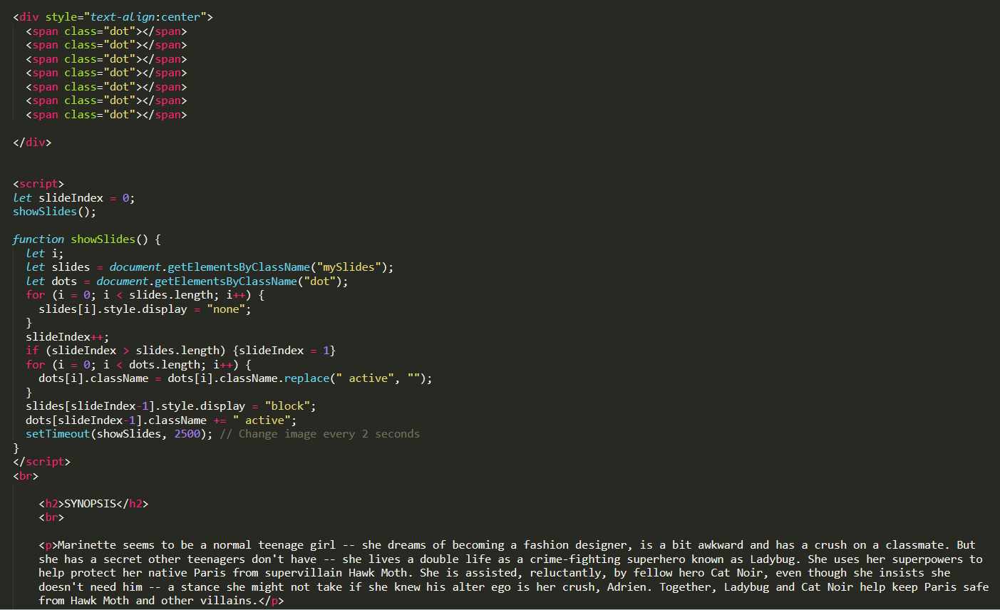 <div style="text-align:center">
  <span class="dot"></span>
  <span class="dot"></span>
  <span class="dot"></span>
  <span class="dot"></span>
  <span class="dot"></span>
  <span class="dot"></span>
  <span class="dot"></span>
</div>
<script>
let slideIndex = 0;
showSlides();
function showSlides() {
  let i;
  let slides = document.getElementsByClassName("mySlides");
  let dots = document.getElementsByClassName("dot");
  for (i = 0; i < slides.length; i++) {
    slides[i].style.display = "none";
  }
  slideIndex++;
  if (slideIndex > slides.length) {slideIndex = 1}
  for (i = 0; i < dots.length; i++) {
    dots[i].className = dots[i].className.replace(" active", "");
  }
  slides[slideIndex-1].style.display = "block";
  dots[slideIndex-1].className += " active";
  setTimeout(showSlides, 2500); // Change image every 2 seconds
}
</script>
<br>
    <h2>SYNOPSIS</h2>
    <br>
    <p>Marinette seems to be a normal teenage girl -- she dreams of becoming a fashion designer, is a bit awkward and has a crush on a classmate. But
    she has a secret other teenagers don't have -- she lives a double life as a crime-fighting superhero known as Ladybug. She uses her superpowers to
    help protect her native Paris from supervillain Hawk Moth. She is assisted, reluctantly, by fellow hero Cat Noir, even though she insists she
    doesn't need him -- a stance she might not take if she knew his alter ego is her crush, Adrien. Together, Ladybug and Cat Noir help keep Paris safe
    from Hawk Moth and other villains.</p>